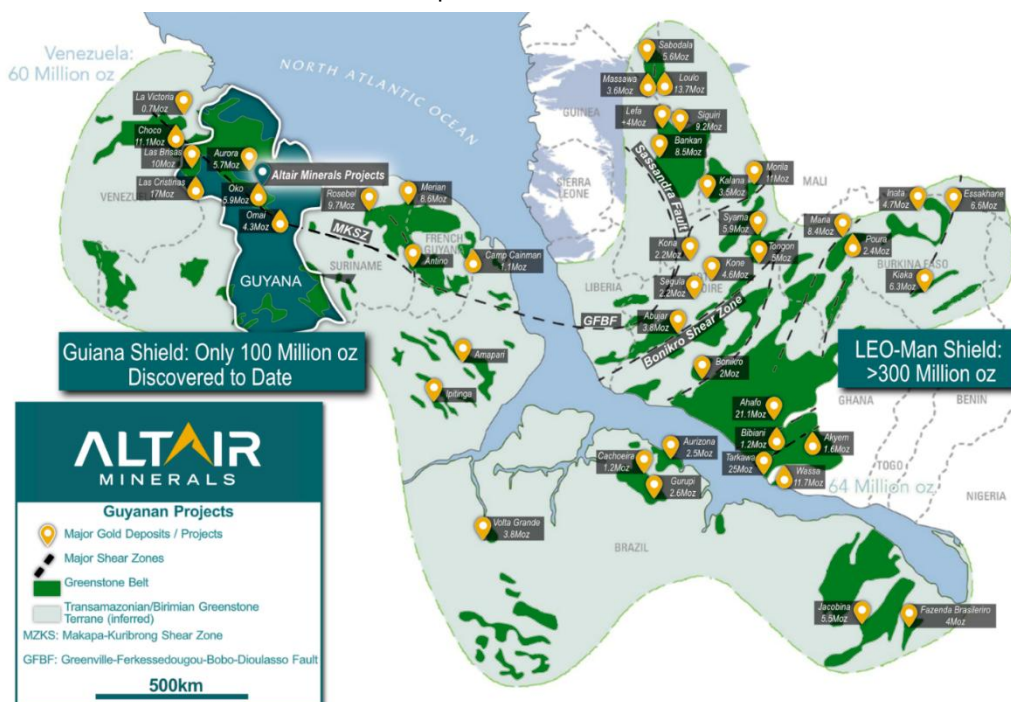 Venezuela:
60 Million oz
NORTH ATLANTIC OCEAN
La Victoria
0.7Moz
Choco
11.1Moz
Las Brisas
10Moz
Las Cristinas
17Moz
Aurora
5.7Moz
Altair Minerals Projects
Oko
5.9Moz
Omai
4.3Moz
VENEZUE
GUYANA
MKSZ
Rosebel
9.7Moz
Merian
8.6Moz
SURINAME
FRENCH
GUYAN
Antino
Camp Cainman
1.1Moz
GFBF
Amapari
Ipitinga
Guiana Shield: Only 100 Million oz
Discovered to Date
Sabodala
5.6Moz
Massawa
3.6Moz
Loulo
13.7Moz
GUINEA
Lefa
+4Moz
Siguiri
9.2Moz
Bankan
8.5Moz
Sassandra Fault
SIERRA
LEONE
Kalana
3.5Moz
Morila
11Moz
MALI
Syama
5.9Moz
Kona
2.2Moz
Tongon
5Moz
Kone
4.6Moz
Segula
2.2Moz
OIRE
LIBERIA
Abujar
3.8Moz
Bonikro Shear Zone
Bonikro
2Moz
Inata
4.7Moz
Essakhane
6.5Moz
Mana
8.4Moz
Poura
2.4Moz
BURKINA FASO
Kiaka
6.3Moz
LEO-Man Shield:
>300 Million oz
Ahafo
21.1Moz
GHANA
BENIN
Bibiani
1.2Moz
Akyem
1.6Moz
Tarkawa
25Moz
Wassa
11.7Moz
TOGO
NIGERIA
64 Million oz
Aurizona
2.5Moz
Cachoeira
1.2Moz
Gurupi
2.6Moz
Volta Grande
3.8Moz
BRAZIL
Jacobina
5.5Moz
Fazenda Brasileriro
4Moz
ALTAIR
MINERALS
Guyanan Projects
Major Gold Deposits / Projects
Major Shear Zones
Greenstone Belt
Transamazonian/Birimian Greenstone
Terrane (inferred)
MZKS: Makapa-Kuribrong Shear Zone
GFBF: Greenville-Ferkessedougou-Bobo-Dioulasso Fault
500km